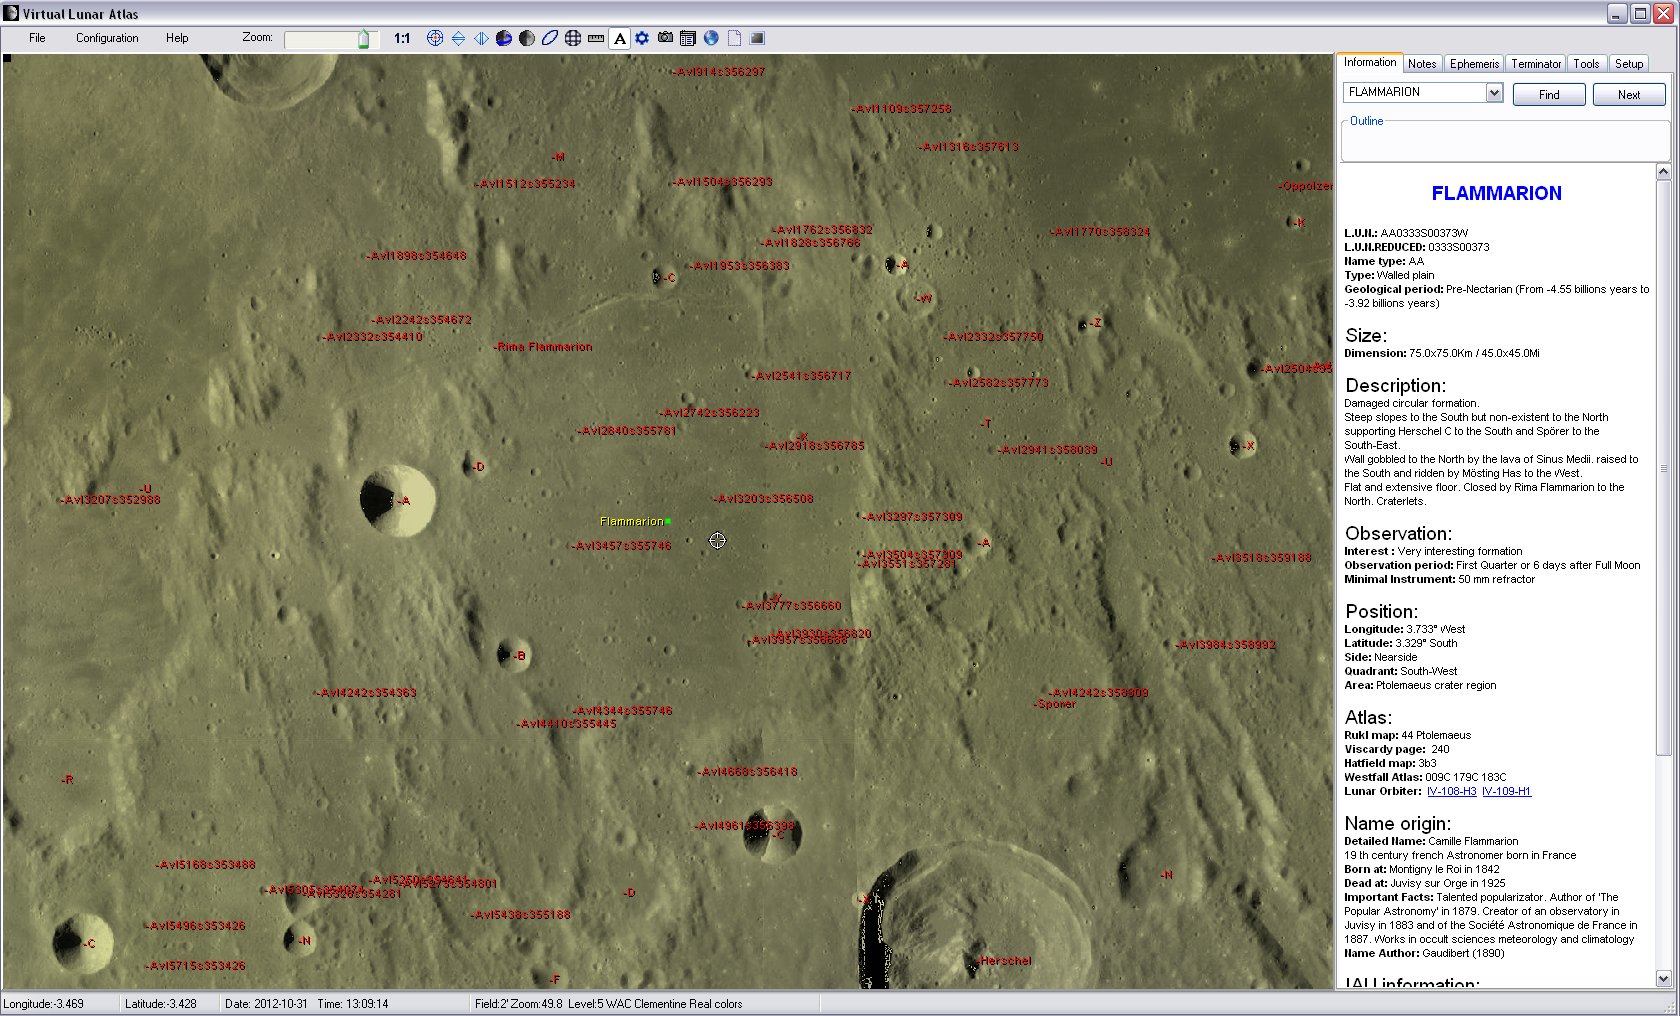 Virtual Lunar Atlas
File Configuration Help Zoom: 1:1 A
-Avl914s356297
-Avl1109s357258
-Avl1316s357613
-M
-Avl1512s355234
-Avl1504s356293
-Oppolzer
-K
-Avl1762s356832
-Avl1770s358324
-Avl1828s356766
-Avl1898s354648
-Avl1953s356383
-A
-C
-W
-Avl2242s354672
-Z
-Avl2332s354410
-Avl2332s357750
-Rima Flammarion
-Avl2541s356717
-Avl2582s357773
-Avl2742s356223
-T
-Avl2840s355781
-X
-Avl2918s356785
-Avl2941s358039
-X
-U
-D
-U
-Avl3207s352988
-A
-Avl3203s356508
-Avl3297s357309
Flammarion
-Avl3457s355746
-A
-Avl3504s357309
-Avl3518s359188
-Avl3551s357281
-Y
-Avl3777s356660
-Avl3930s356820
-Avl3984s358992
-B
-Avl4242s354363
-Avl4242s358909
-Sporer
-Avl4344s355746
-Avl4410s355445
-Avl4668s356418
-R
-Avl4961s356398
-C
-Avl5168s353488
-N
-D
-X
-Avl5438s355188
-Avl5496s353426
-C
-N
-Herschel
-Avl5715s353426
-F
Information Notes Ephemeris Terminator Tools Setup
FLAMMARION Find Next
Outline
FLAMMARION
L.U.N.: AA0333S00373W
L.U.N.REDUCED: 0333S00373
Name type: AA
Type: Walled plain
Geological period: Pre-Nectarian (From -4.55 billions years to
-3.92 billions years)
Size:
Dimension: 75.0x75.0Km / 45.0x45.0Mi
Description:
Damaged circular formation.
Steep slopes to the South but non-existent to the North
supporting Herschel C to the South and Spörer to the
South-East.
Wall gobbled to the North by the lava of Sinus Medii. raised to
the South and ridden by Mösting Has to the West.
Flat and extensive floor. Closed by Rima Flammarion to the
North. Craterlets.
Observation:
Interest : Very interesting formation
Observation period: First Quarter or 6 days after Full Moon
Minimal Instrument: 50 mm refractor
Position:
Longitude: 3.733° West
Latitude: 3.329° South
Side: Nearside
Quadrant: South-West
Area: Ptolemaeus crater region
Atlas:
Rukl map: 44 Ptolemaeus
Viscardy page: 240
Hatfield map: 3b3
Westfall Atlas: 009C 179C 183C
Lunar Orbiter: IV-108-H3 IV-109-H1
Name origin:
Detailed Name: Camille Flammarion
19 th century french Astronomer born in France
Born at: Montigny le Roi in 1842
Dead at: Juvisy sur Orge in 1925
Important Facts: Talented popularizator. Author of 'The
Popular Astronomy' in 1879. Creator of an observatory in
Juvisy in 1883 and of the Société Astronomique de France in
1887. Works in occult sciences meteorology and climatology
Name Author: Gaudibert (1890)
IAU information:
Longitude:-3.469 Latitude:-3.428 Date: 2012-10-31 Time: 13:09:14 Field:2' Zoom:49.8 Level:5 WAC Clementine Real colors